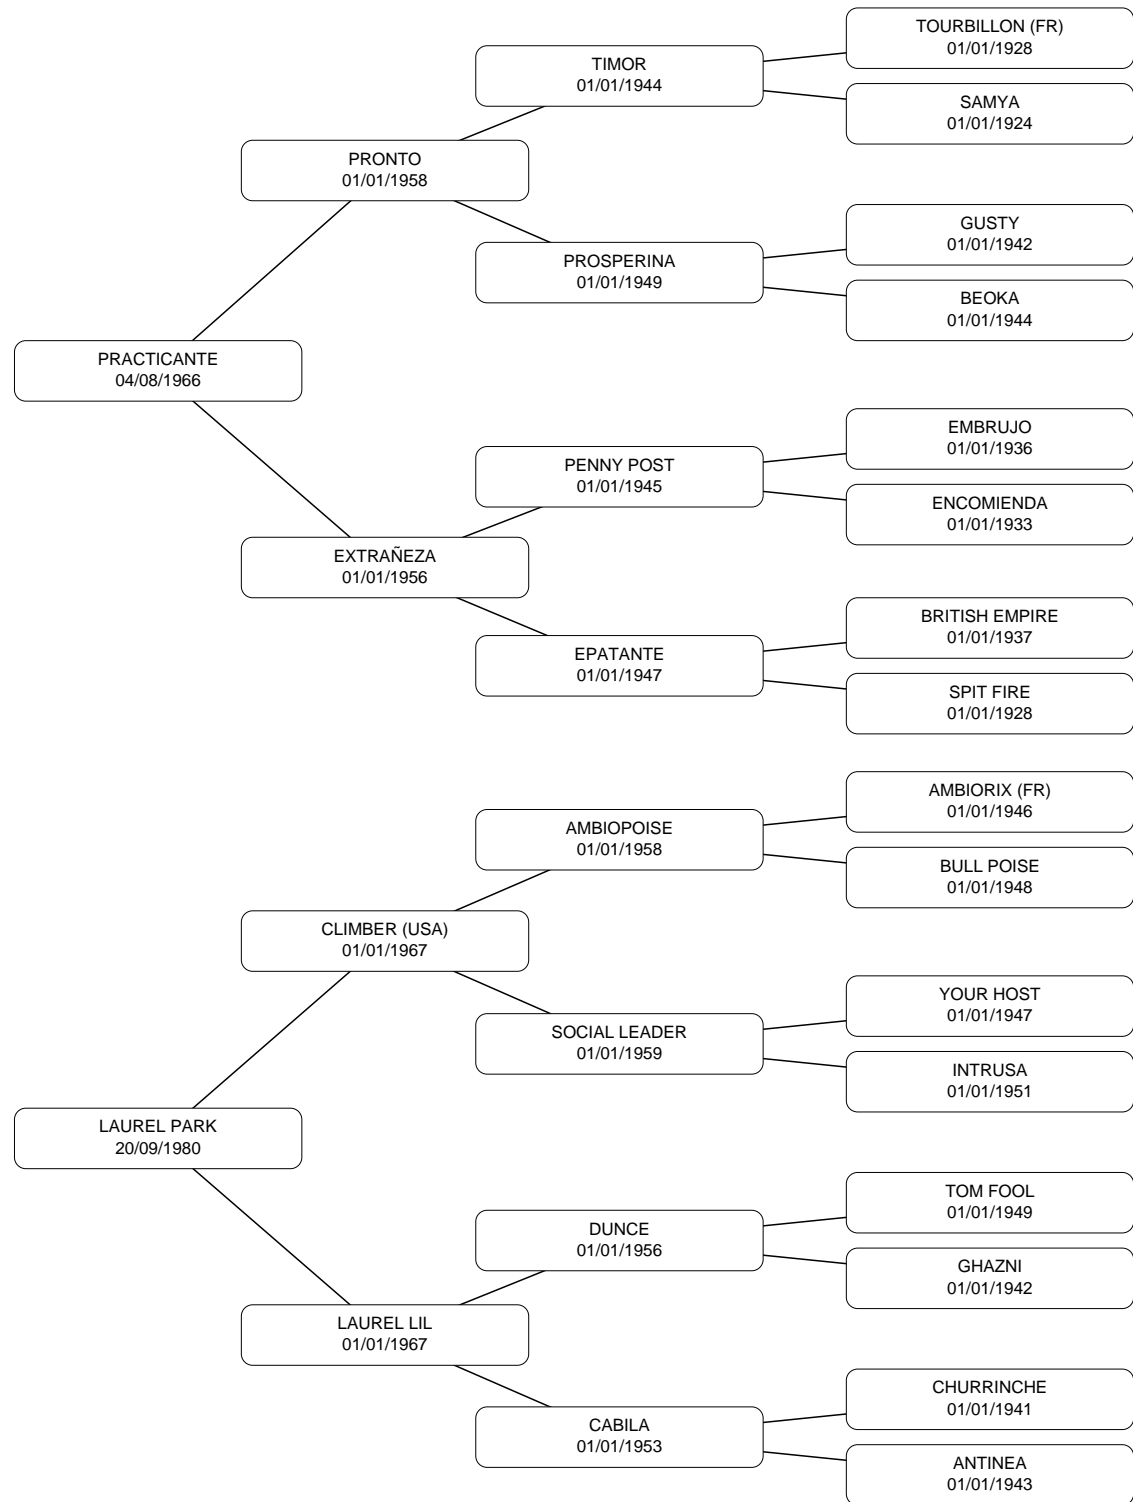 TOURBILLON (FR)
01/01/1928
TIMOR
01/01/1944
SAMYA
01/01/1924
PRONTO
01/01/1958
GUSTY
01/01/1942
PROSPERINA
01/01/1949
BEOKA
01/01/1944
PRACTICANTE
04/08/1966
EMBRUJO
01/01/1936
PENNY POST
01/01/1945
ENCOMIENDA
01/01/1933
EXTRAÑEZA
01/01/1956
BRITISH EMPIRE
01/01/1937
EPATANTE
01/01/1947
SPIT FIRE
01/01/1928
AMBIORIX (FR)
01/01/1946
AMBIOPOISE
01/01/1958
BULL POISE
01/01/1948
CLIMBER (USA)
01/01/1967
YOUR HOST
01/01/1947
SOCIAL LEADER
01/01/1959
INTRUSA
01/01/1951
LAUREL PARK
20/09/1980
TOM FOOL
01/01/1949
DUNCE
01/01/1956
GHAZNI
01/01/1942
LAUREL LIL
01/01/1967
CHURRINCHE
01/01/1941
CABILA
01/01/1953
ANTINEA
01/01/1943